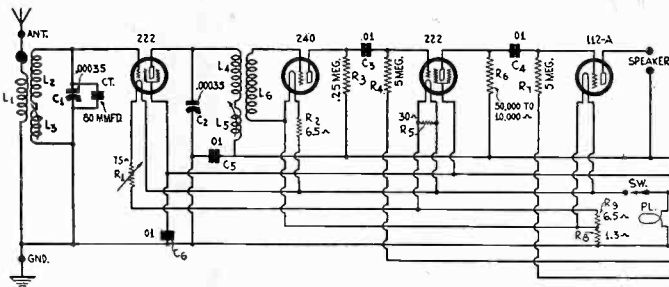 ANT.
222
240
222
112-A
.01
C3
.01
C4
SPEAKER
L1
L2
L3
.00035
C1
CT.
80 MMFD.
.00035
C2
L4
L5
L6
R2
6.5~
R3
.25 MEG.
R4
5 MEG.
30~
R5
R6
50,000 TO
10,000~
R7
5 MEG.
.01
C5
75~
R1
SW.
PL.
R9
6.5~
R8
1.3~
.01
C6
GND.